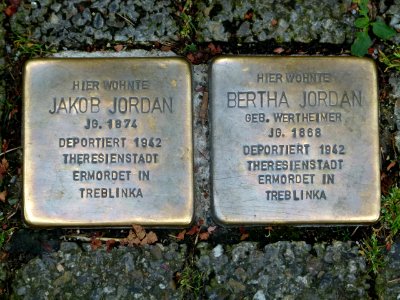 HIER WOHNTE
JAKOB JORDAN
JG. 1874
DEPORTIERT 1942
THERESIENSTADT
ERMORDET IN
TREBLINKA
HIER WOHNTE
BERTHA JORDAN
GEB. WERTHEIMER
JG. 1868
DEPORTIERT 1942
THERESIENSTADT
ERMORDET IN
TREBLINKA